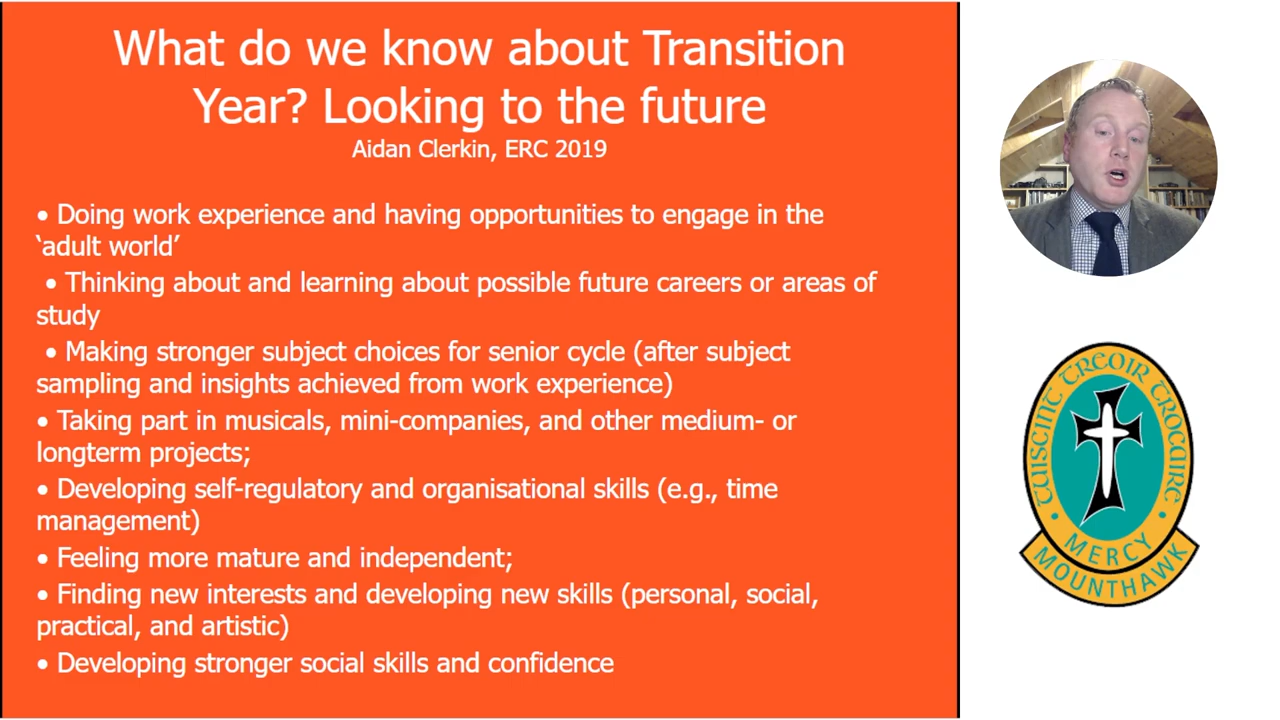 What do we know about Transition
Year? Looking to the future
Aidan Clerkin, ERC 2019
• Doing work experience and having opportunities to engage in the
‘adult world’
• Thinking about and learning about possible future careers or areas of
study
• Making stronger subject choices for senior cycle (after subject
sampling and insights achieved from work experience)
• Taking part in musicals, mini-companies, and other medium- or
longterm projects;
• Developing self-regulatory and organisational skills (e.g., time
management)
• Feeling more mature and independent;
• Finding new interests and developing new skills (personal, social,
practical, and artistic)
• Developing stronger social skills and confidence
TUISCINT TREOIR TROCAIRE
• MERCY •
MOUNTHAWK